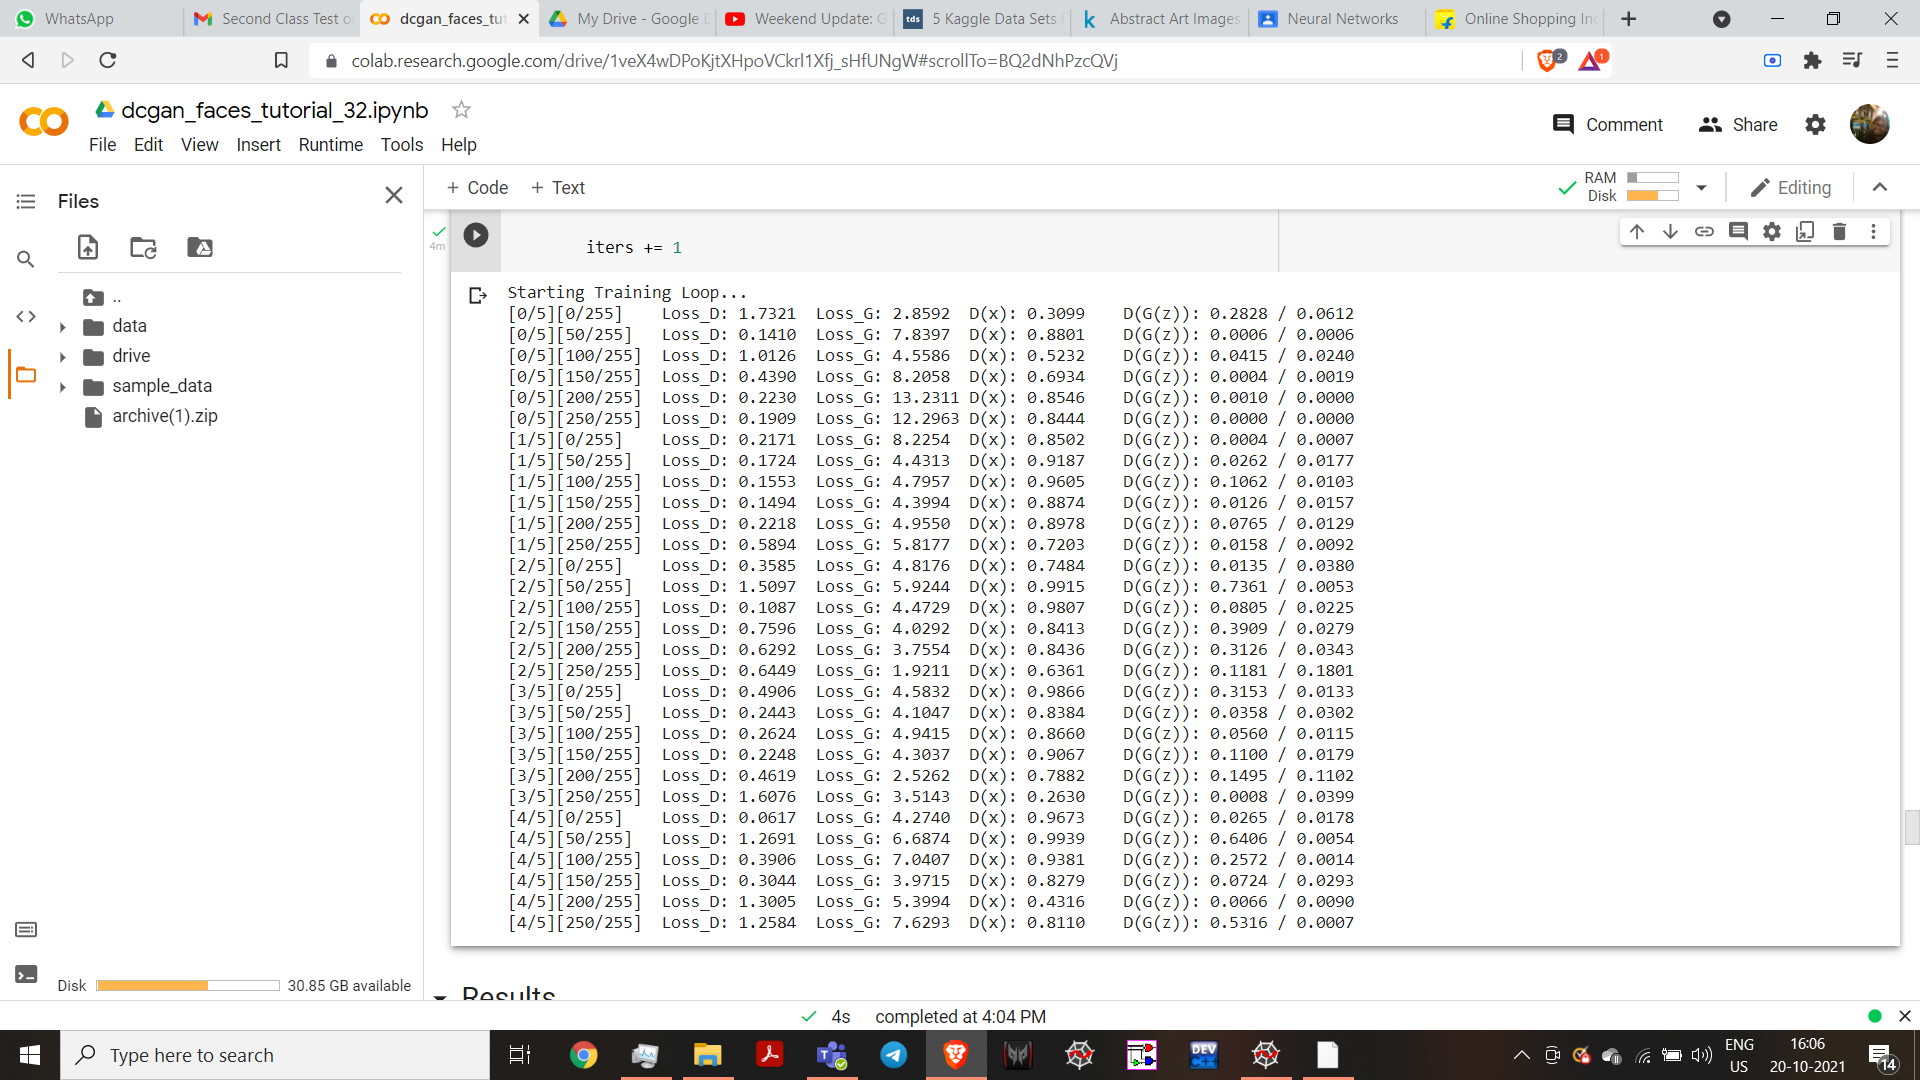 WhatsApp
Second Class Test o
dcgan_faces_tut
My Drive - Google D
Weekend Update: G
tds
5 Kaggle Data Sets f
k
Abstract Art Images
Neural Networks
Online Shopping In
colab.research.google.com/drive/1veX4wDPoKjtXHpoVCkrl1Xfj_sHfUNgW#scrollTo=BQ2dNhPzcQVj
2
1
dcgan_faces_tutorial_32.ipynb
Comment
Share
File Edit View Insert Runtime Tools Help
Files
+ Code + Text
RAM
Disk
Editing
4m
iters += 1
..
data
drive
sample_data
archive(1).zip
Starting Training Loop...
[0/5][0/255] Loss_D: 1.7321 Loss_G: 2.8592 D(x): 0.3099 D(G(z)): 0.2828 / 0.0612
[0/5][50/255] Loss_D: 0.1410 Loss_G: 7.8397 D(x): 0.8801 D(G(z)): 0.0006 / 0.0006
[0/5][100/255] Loss_D: 1.0126 Loss_G: 4.5586 D(x): 0.5232 D(G(z)): 0.0415 / 0.0240
[0/5][150/255] Loss_D: 0.4390 Loss_G: 8.2058 D(x): 0.6934 D(G(z)): 0.0004 / 0.0019
[0/5][200/255] Loss_D: 0.2230 Loss_G: 13.2311 D(x): 0.8546 D(G(z)): 0.0010 / 0.0000
[0/5][250/255] Loss_D: 0.1909 Loss_G: 12.2963 D(x): 0.8444 D(G(z)): 0.0000 / 0.0000
[1/5][0/255] Loss_D: 0.2171 Loss_G: 8.2254 D(x): 0.8502 D(G(z)): 0.0004 / 0.0007
[1/5][50/255] Loss_D: 0.1724 Loss_G: 4.4313 D(x): 0.9187 D(G(z)): 0.0262 / 0.0177
[1/5][100/255] Loss_D: 0.1553 Loss_G: 4.7957 D(x): 0.9605 D(G(z)): 0.1062 / 0.0103
[1/5][150/255] Loss_D: 0.1494 Loss_G: 4.3994 D(x): 0.8874 D(G(z)): 0.0126 / 0.0157
[1/5][200/255] Loss_D: 0.2218 Loss_G: 4.9550 D(x): 0.8978 D(G(z)): 0.0765 / 0.0129
[1/5][250/255] Loss_D: 0.5894 Loss_G: 5.8177 D(x): 0.7203 D(G(z)): 0.0158 / 0.0092
[2/5][0/255] Loss_D: 0.3585 Loss_G: 4.8176 D(x): 0.7484 D(G(z)): 0.0135 / 0.0380
[2/5][50/255] Loss_D: 1.5097 Loss_G: 5.9244 D(x): 0.9915 D(G(z)): 0.7361 / 0.0053
[2/5][100/255] Loss_D: 0.1087 Loss_G: 4.4729 D(x): 0.9807 D(G(z)): 0.0805 / 0.0225
[2/5][150/255] Loss_D: 0.7596 Loss_G: 4.0292 D(x): 0.8413 D(G(z)): 0.3909 / 0.0279
[2/5][200/255] Loss_D: 0.6292 Loss_G: 3.7554 D(x): 0.8436 D(G(z)): 0.3126 / 0.0343
[2/5][250/255] Loss_D: 0.6449 Loss_G: 1.9211 D(x): 0.6361 D(G(z)): 0.1181 / 0.1801
[3/5][0/255] Loss_D: 0.4906 Loss_G: 4.5832 D(x): 0.9866 D(G(z)): 0.3153 / 0.0133
[3/5][50/255] Loss_D: 0.2443 Loss_G: 4.1047 D(x): 0.8384 D(G(z)): 0.0358 / 0.0302
[3/5][100/255] Loss_D: 0.2624 Loss_G: 4.9415 D(x): 0.8660 D(G(z)): 0.0560 / 0.0115
[3/5][150/255] Loss_D: 0.2248 Loss_G: 4.3037 D(x): 0.9067 D(G(z)): 0.1100 / 0.0179
[3/5][200/255] Loss_D: 0.4619 Loss_G: 2.5262 D(x): 0.7882 D(G(z)): 0.1495 / 0.1102
[3/5][250/255] Loss_D: 1.6076 Loss_G: 3.5143 D(x): 0.2630 D(G(z)): 0.0008 / 0.0399
[4/5][0/255] Loss_D: 0.0617 Loss_G: 4.2740 D(x): 0.9673 D(G(z)): 0.0265 / 0.0178
[4/5][50/255] Loss_D: 1.2691 Loss_G: 6.6874 D(x): 0.9939 D(G(z)): 0.6406 / 0.0054
[4/5][100/255] Loss_D: 0.3906 Loss_G: 7.0407 D(x): 0.9381 D(G(z)): 0.2572 / 0.0014
[4/5][150/255] Loss_D: 0.3044 Loss_G: 3.9715 D(x): 0.8279 D(G(z)): 0.0724 / 0.0293
[4/5][200/255] Loss_D: 1.3005 Loss_G: 5.3994 D(x): 0.4316 D(G(z)): 0.0066 / 0.0090
[4/5][250/255] Loss_D: 1.2584 Loss_G: 7.6293 D(x): 0.8110 D(G(z)): 0.5316 / 0.0007
Disk
30.85 GB available
Results
4s completed at 4:04 PM
Type here to search
DEV
ENG
US
16:06
20-10-2021
14